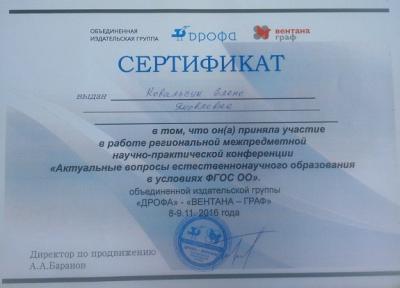 ОБЪЕДИНЕННАЯ
ИЗДАТЕЛЬСКАЯ ГРУППА
ДРОФА
вентана
граф
СЕРТИФИКАТ
выдан Ковальчук Елене
Яковлевне
в том, что он(а) приняла участие
в работе региональной межпредметной
научно-практической конференции
«Актуальные вопросы естественнонаучного образования
в условиях ФГОС ОО».
объединенной издательской группы
«ДРОФА» - «ВЕНТАНА – ГРАФ»
8-9.11. 2016 года
Директор по продвижению
А.А.Баранов